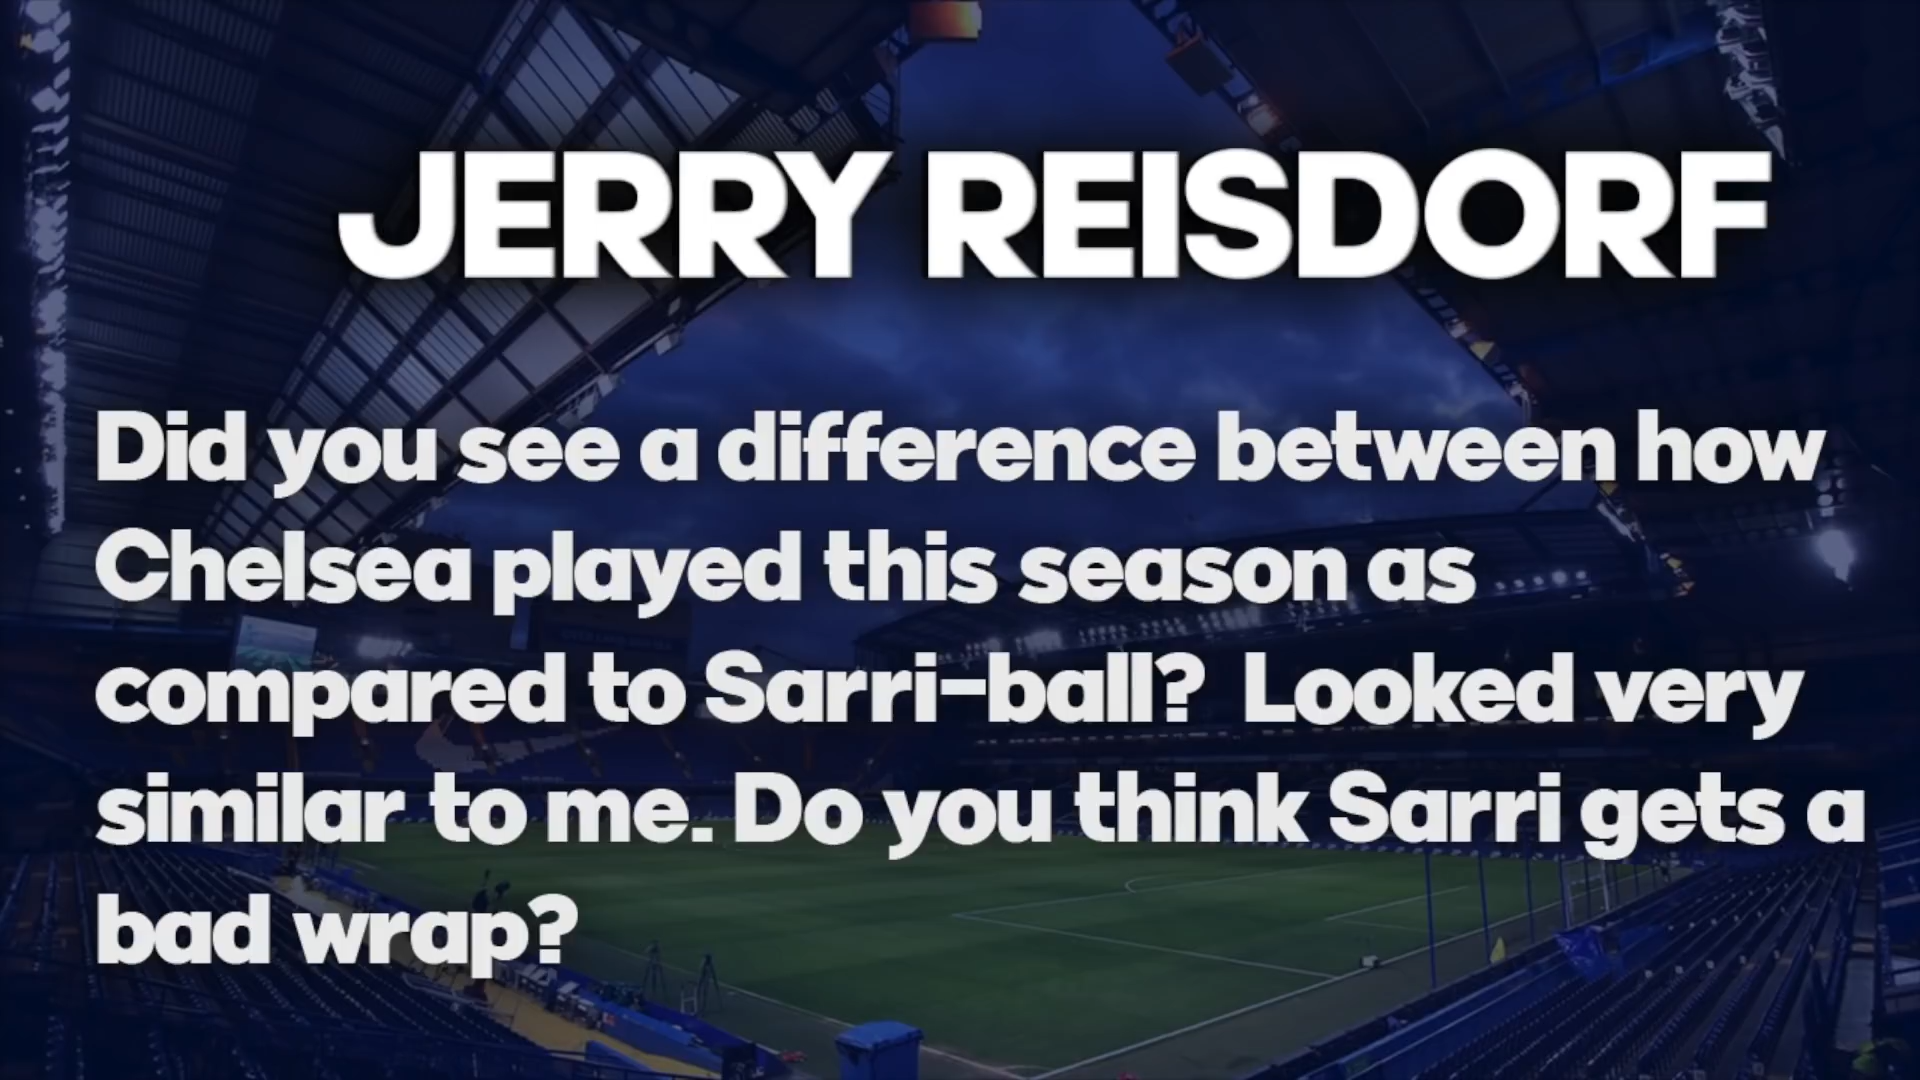 JERRY REISDORF
Did you see a difference between how
Chelsea played this season as
compared to Sarri-ball? Looked very
similar to me. Do you think Sarri gets a
bad wrap?